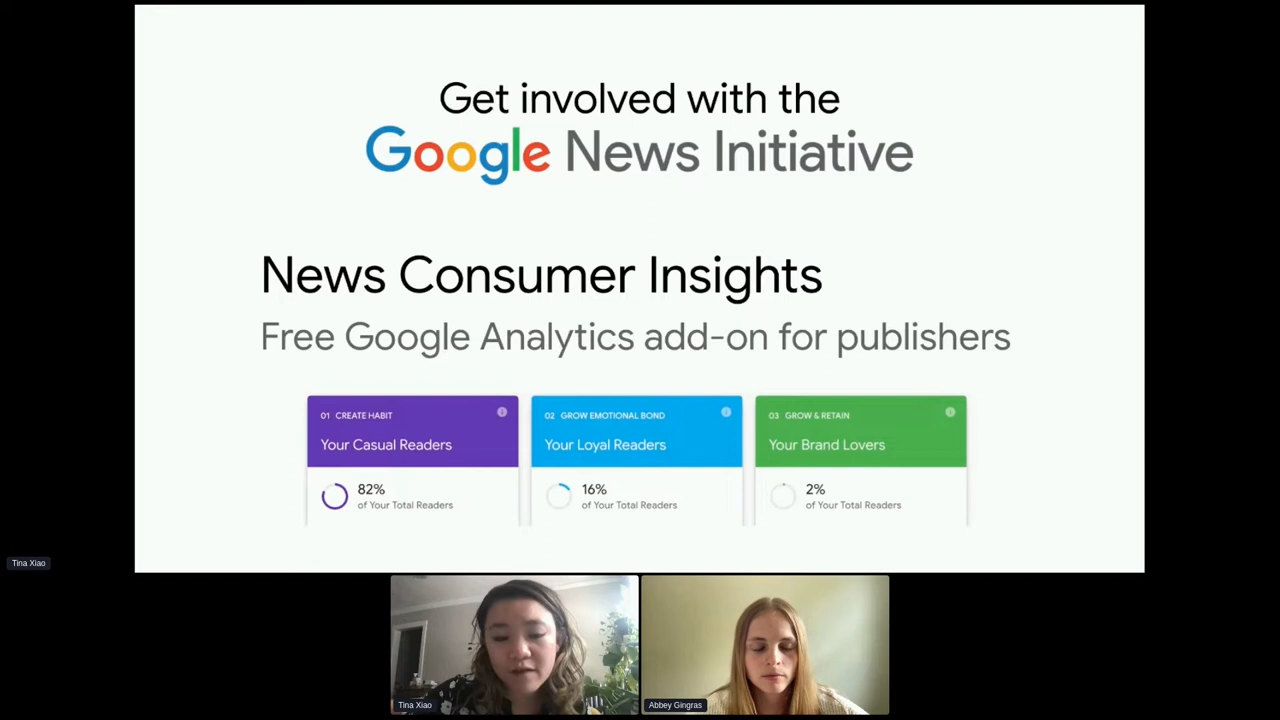 Get involved with the
Google News Initiative
News Consumer Insights
Free Google Analytics add-on for publishers
01 CREATE HABIT
Your Casual Readers
82%
of Your Total Readers
02 GROW EMOTIONAL BOND
Your Loyal Readers
16%
of Your Total Readers
03 GROW & RETAIN
Your Brand Lovers
2%
of Your Total Readers
Tina Xiao
Tina Xiao
Abbey Gingras